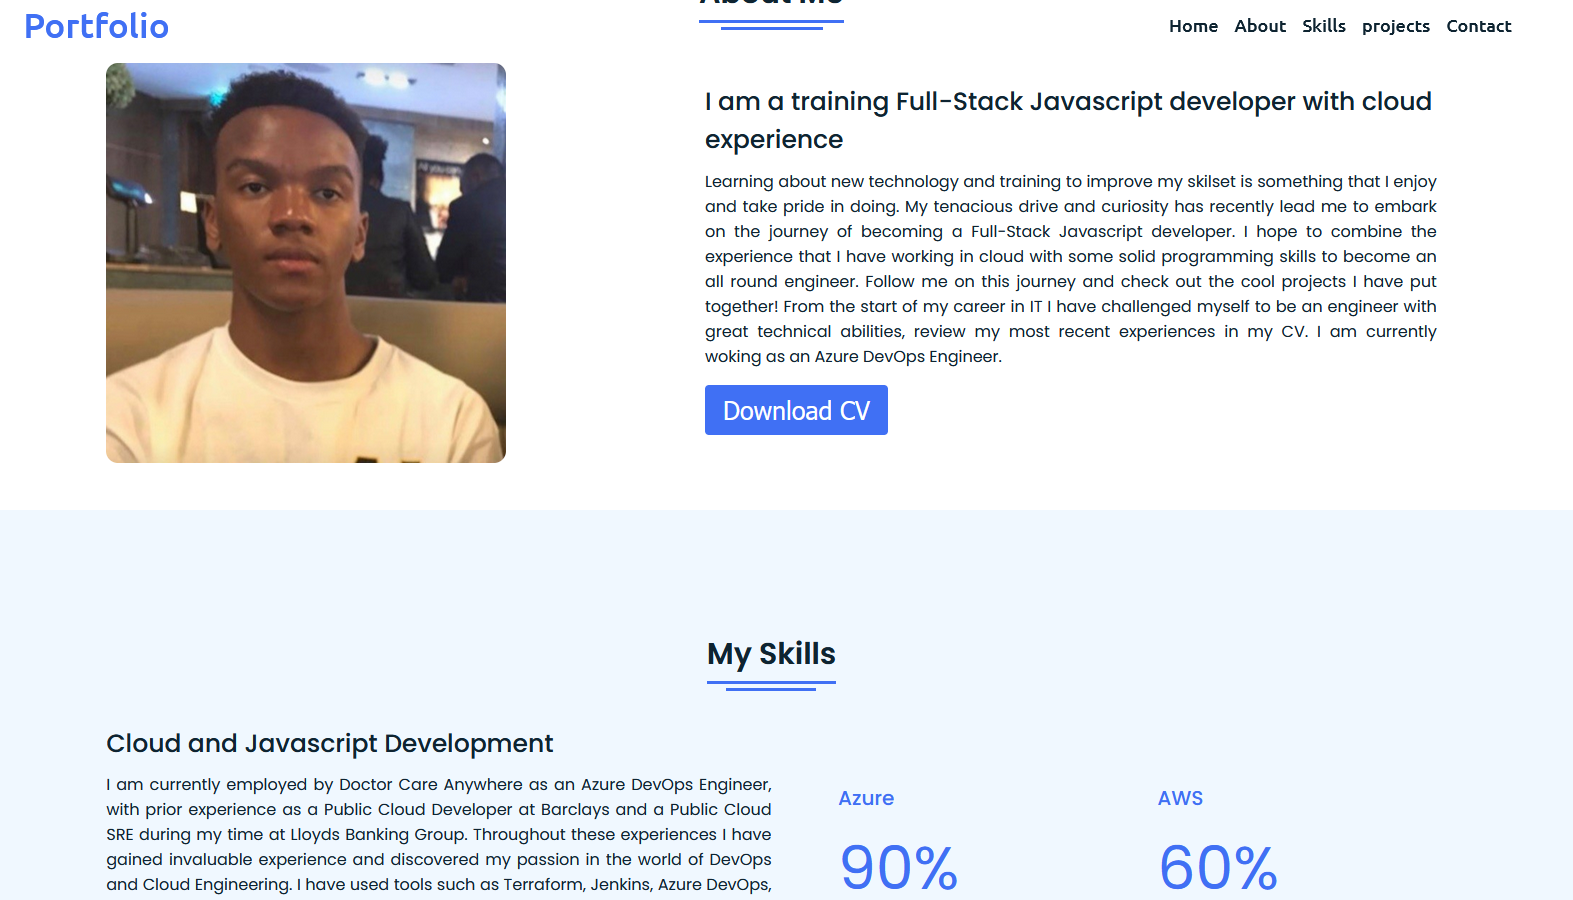 Portfolio
About Me
Home About Skills projects Contact
All you can
I am a training Full-Stack Javascript developer with cloud
experience
Learning about new technology and training to improve my skilset is something that I enjoy
and take pride in doing. My tenacious drive and curiosity has recently lead me to embark
on the journey of becoming a Full-Stack Javascript developer. I hope to combine the
experience that I have working in cloud with some solid programming skills to become an
all round engineer. Follow me on this journey and check out the cool projects I have put
together! From the start of my career in IT I have challenged myself to be an engineer with
great technical abilities, review my most recent experiences in my CV. I am currently
woking as an Azure DevOps Engineer.
Download CV
My Skills
Cloud and Javascript Development
I am currently employed by Doctor Care Anywhere as an Azure DevOps Engineer,
with prior experience as a Public Cloud Developer at Barclays and a Public Cloud
SRE during my time at Lloyds Banking Group. Throughout these experiences I have
gained invaluable experience and discovered my passion in the world of DevOps
and Cloud Engineering. I have used tools such as Terraform, Jenkins, Azure DevOps,
Azure
90%
AWS
60%